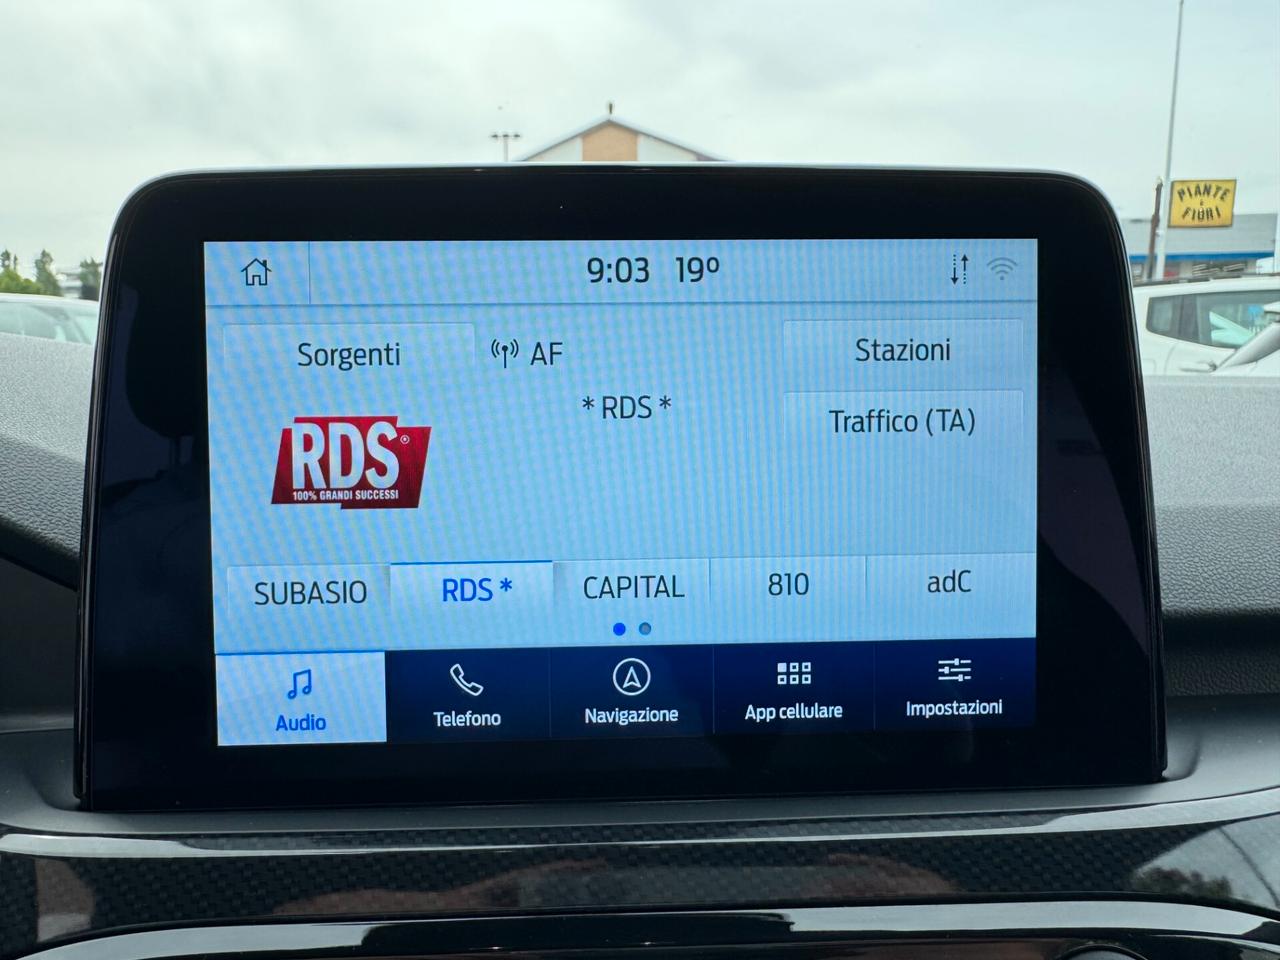 PIANTE
e
FIORI
9:03 19º
Sorgenti
AF
Stazioni
* RDS *
Traffico (TA)
RDS®
100% GRANDI SUCCESSI
SUBASIO
RDS *
CAPITAL
810
adC
Audio
Telefono
Navigazione
App cellulare
Impostazioni